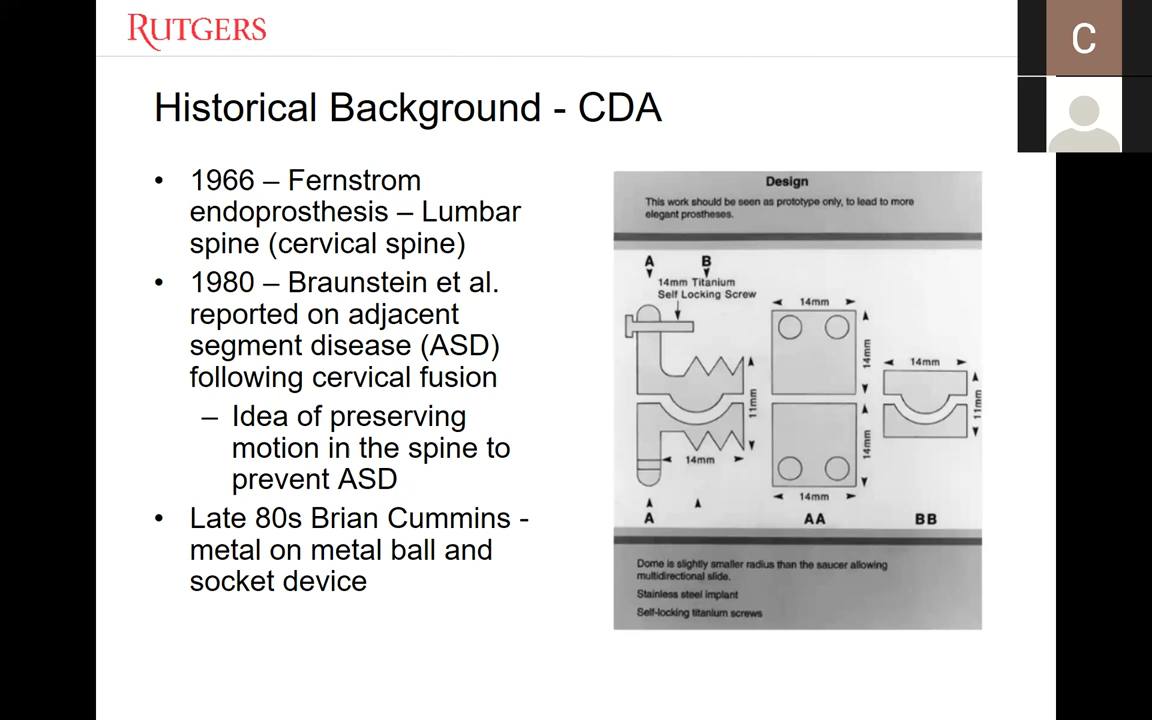 RUTGERS
C
Historical Background - CDA
• 1966 – Fernstrom
endoprosthesis – Lumbar
spine (cervical spine)
• 1980 – Braunstein et al.
reported on adjacent
segment disease (ASD)
following cervical fusion
– Idea of preserving
motion in the spine to
prevent ASD
• Late 80s Brian Cummins -
metal on metal ball and
socket device
Design
This work should be seen as prototype only, to lead to more
elegant prostheses.
A B
14mm Titanium
Self Locking Screw
14mm
14mm
14mm
11mm
11mm
14mm
14mm
14mm
A AA BB
Dome is slightly smaller radius than the saucer allowing
multidirectional slide.
Stainless steel implant
Self-locking titanium screws